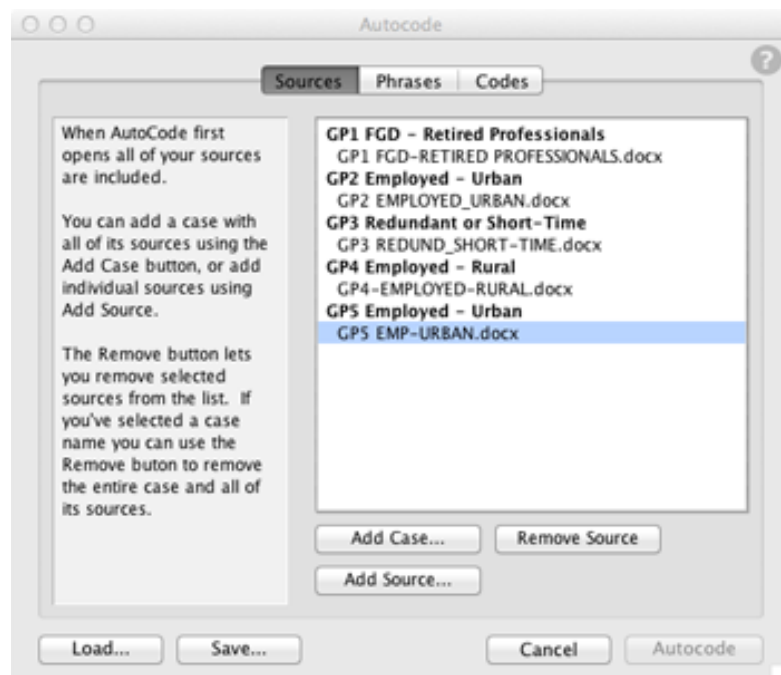 Autocode
?
Sources Phrases Codes
When AutoCode first
opens all of your sources
are included.
You can add a case with
all of its sources using the
Add Case button, or add
individual sources using
Add Source.
The Remove button lets
you remove selected
sources from the list. If
you've selected a case
name you can use the
Remove buton to remove
the entire case and all of
its sources.
GP1 FGD - Retired Professionals
GP1 FGD-RETIRED PROFESSIONALS.docx
GP2 Employed - Urban
GP2 EMPLOYED_URBAN.docx
GP3 Redundant or Short-Time
GP3 REDUND_SHORT-TIME.docx
GP4 Employed - Rural
GP4-EMPLOYED-RURAL.docx
GP5 Employed - Urban
GP5 EMP-URBAN.docx
Add Case... Remove Source
Add Source...
Load... Save... Cancel Autocode